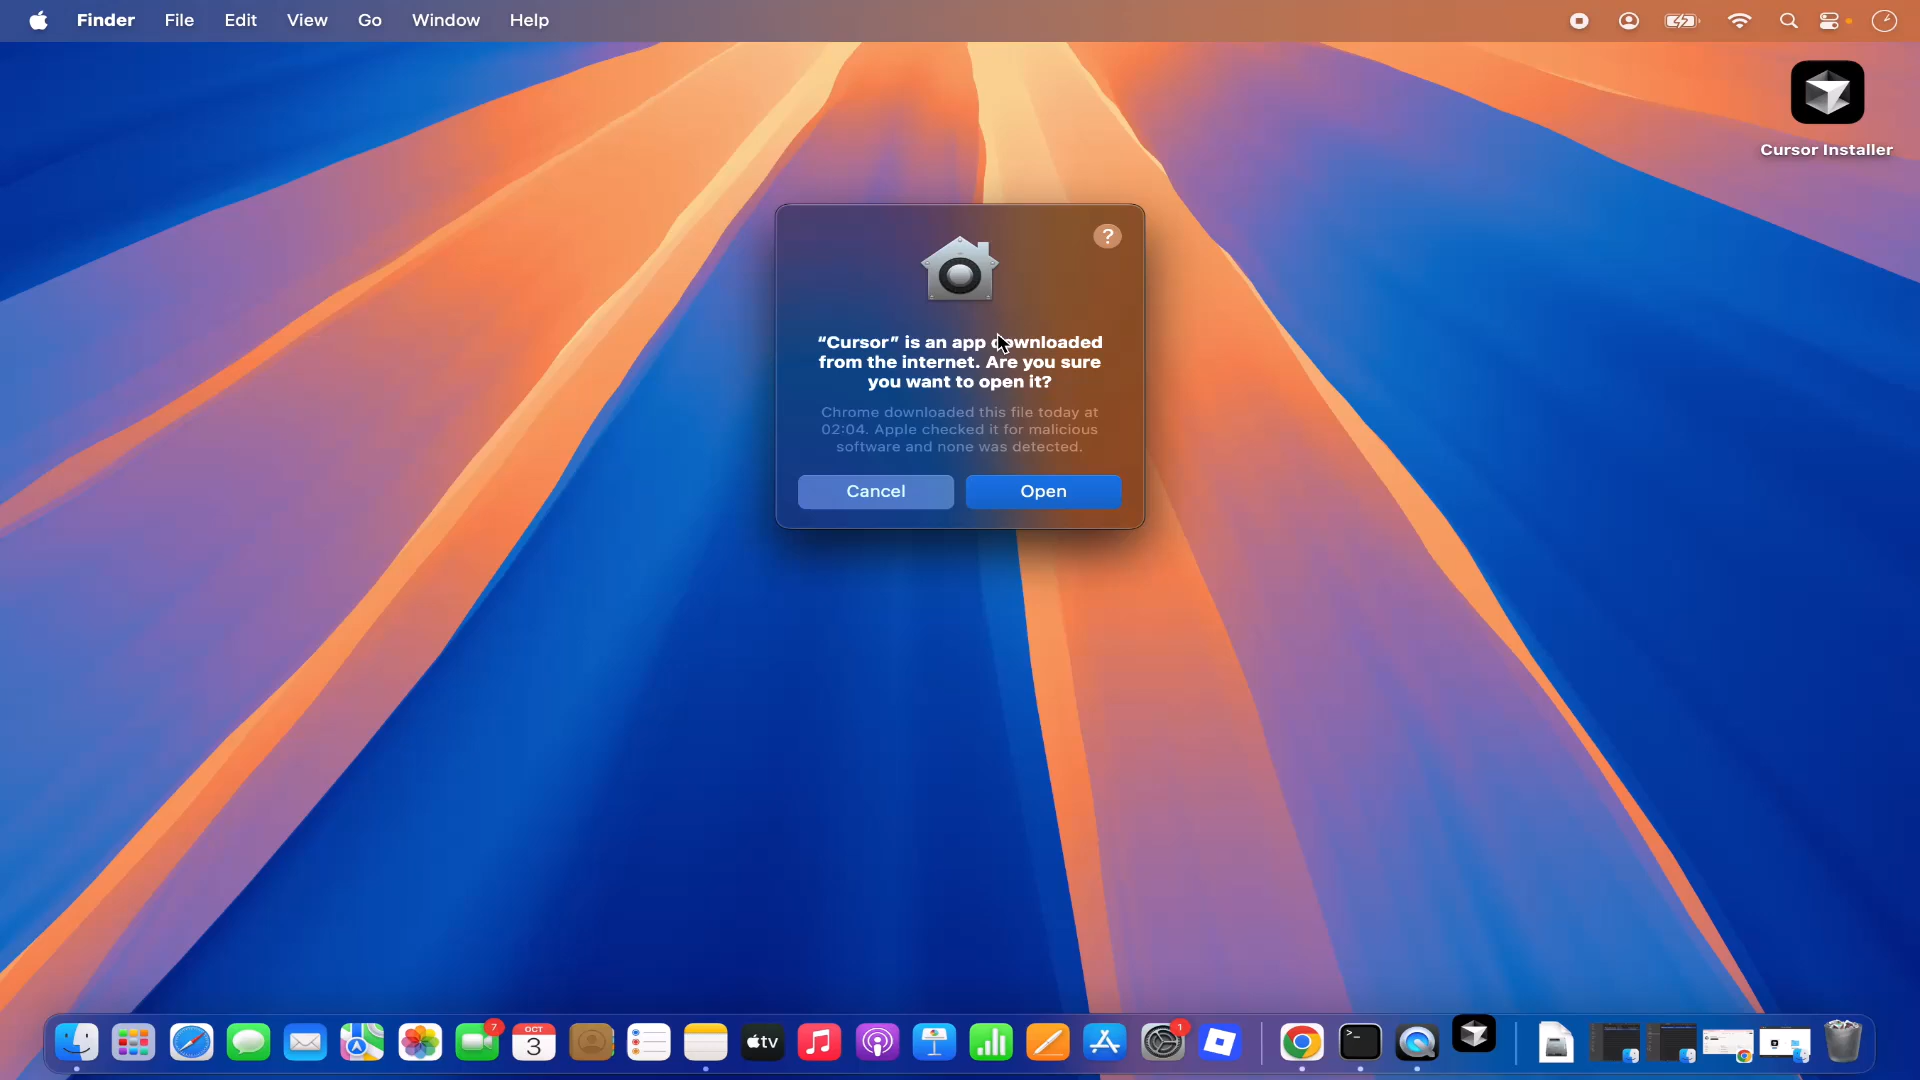 Finder File Edit View Go Window Help
Cursor Installer
?
“Cursor” is an app downloaded
from the internet. Are you sure
you want to open it?
Chrome downloaded this file today at
02:04. Apple checked it for malicious
software and none was detected.
Cancel Open
7
OCT
3
tv
1
>_